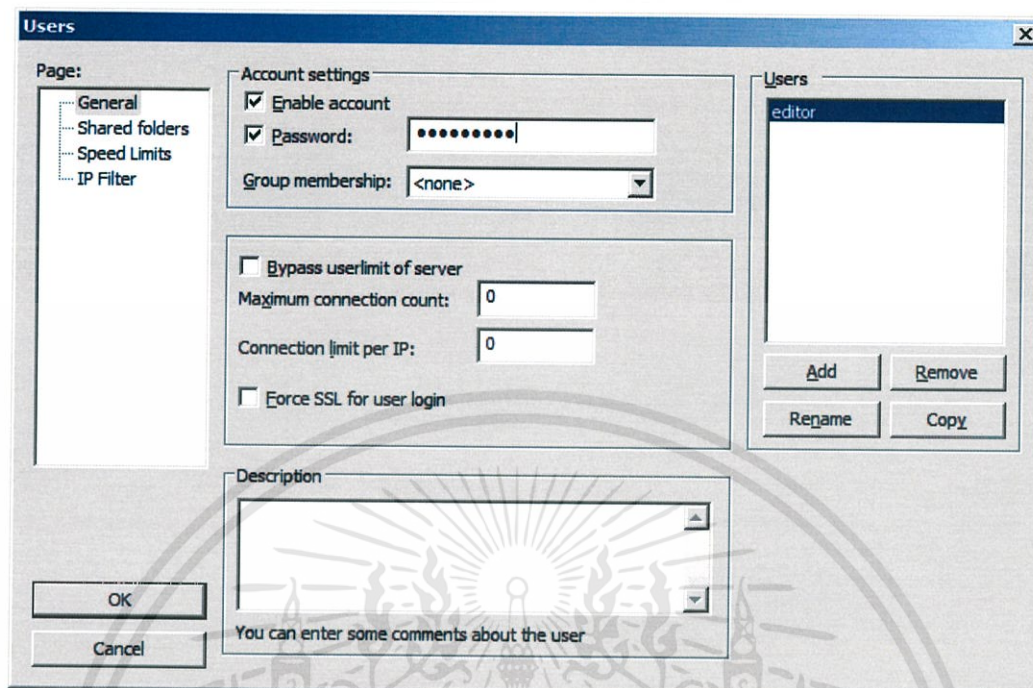 Users
Page:
General
Shared folders
Speed Limits
IP Filter
OK
Cancel
Account settings
Enable account
Password: •••••••••
Group membership: <none>
Bypass userlimit of server
Maximum connection count: 0
Connection limit per IP: 0
Force SSL for user login
Description
You can enter some comments about the user
Users
editor
Add Remove
Rename Copy